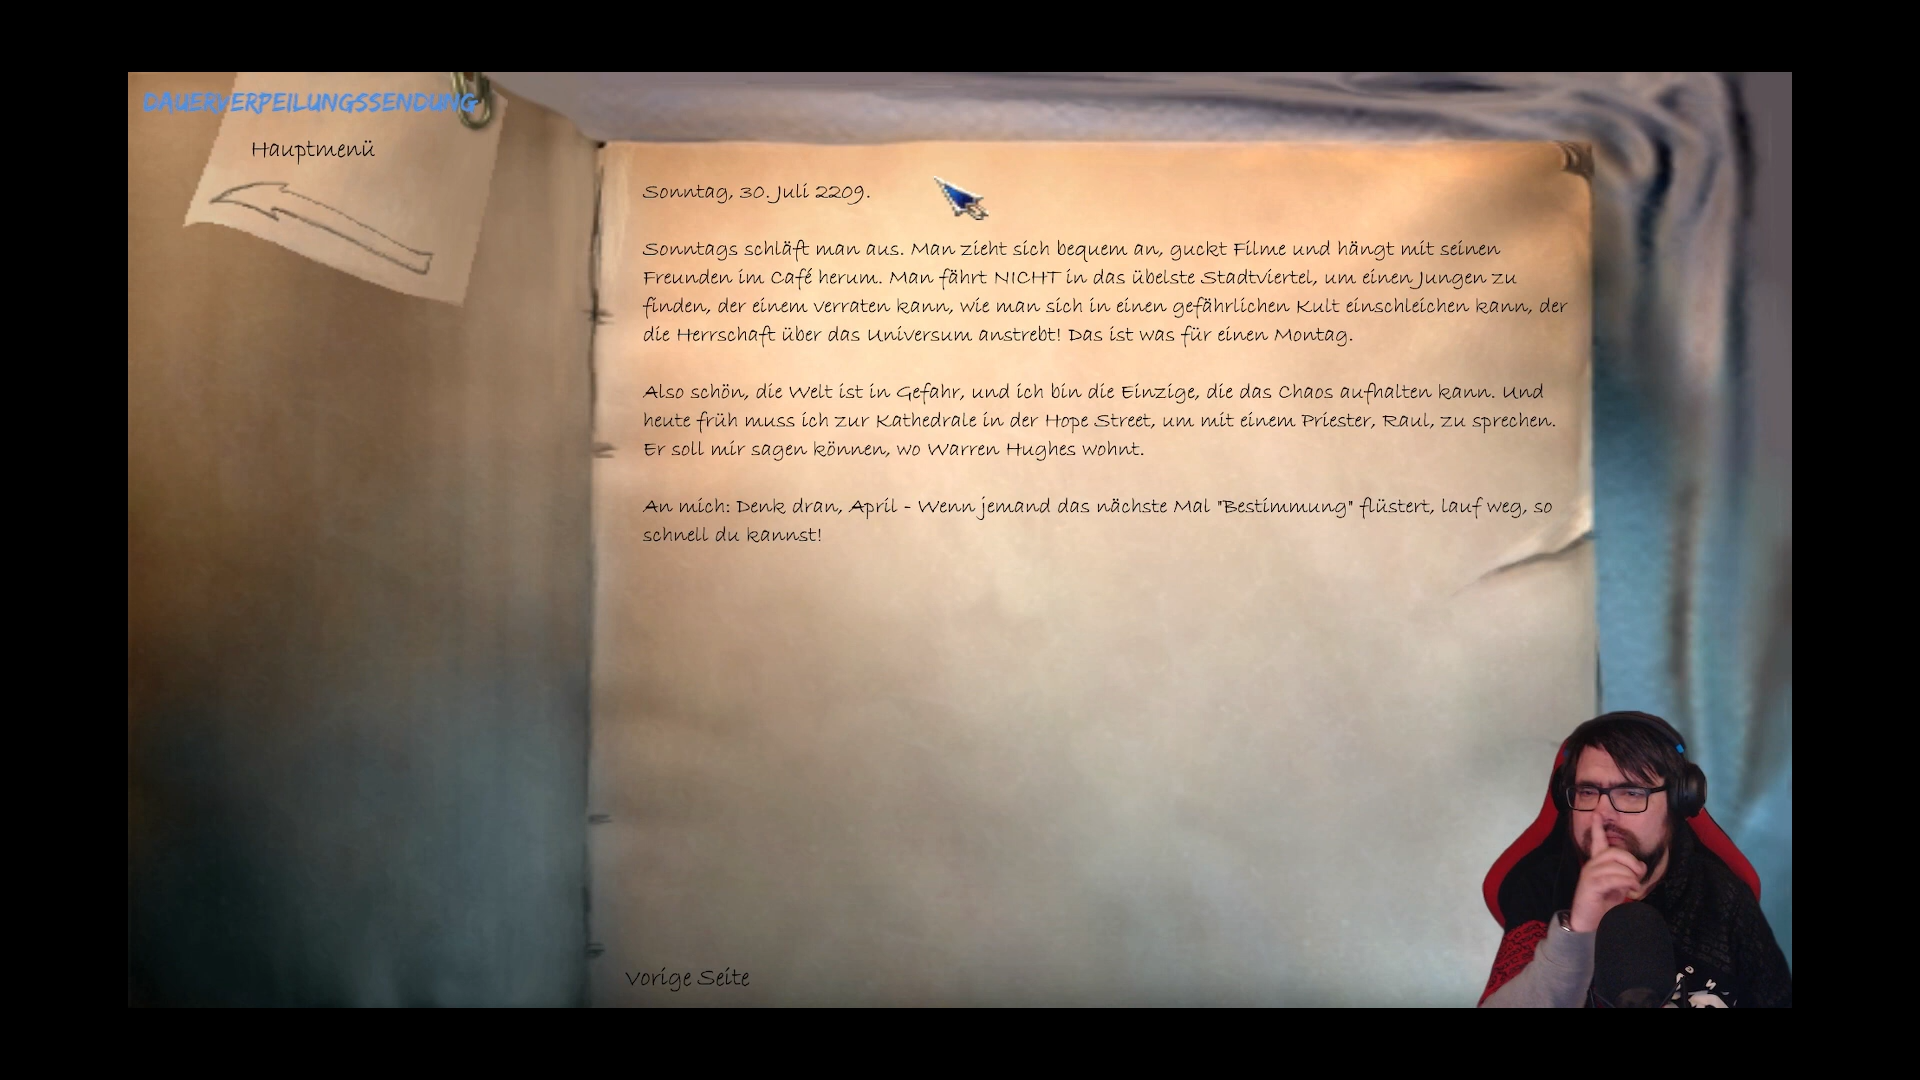 DAUERVERPEILUNGSSENDUNG
Hauptmenü
Sonntag, 30. Juli 2209.
Sonntags schläft man aus. Man zieht sich bequem an, guckt Filme und hängt mit seinen
Freunden im Café herum. Man fährt NICHT in das übelste Stadtviertel, um einen Jungen zu
finden, der einem verraten kann, wie man sich in einen gefährlichen Kult einschleichen kann, der
die Herrschaft über das Universum anstrebt! Das ist was für einen Montag.
Also schön, die Welt ist in Gefahr, und ich bin die Einzige, die das Chaos aufhalten kann. Und
heute früh muss ich zur Kathedrale in der Hope Street, um mit einem Priester, Raul, zu sprechen.
Er soll mir sagen können, wo Warren Hughes wohnt.
An mich: Denk dran, April - Wenn jemand das nächste Mal "Bestimmung" flüstert, lauf weg, so
schnell du kannst!
Vorige Seite